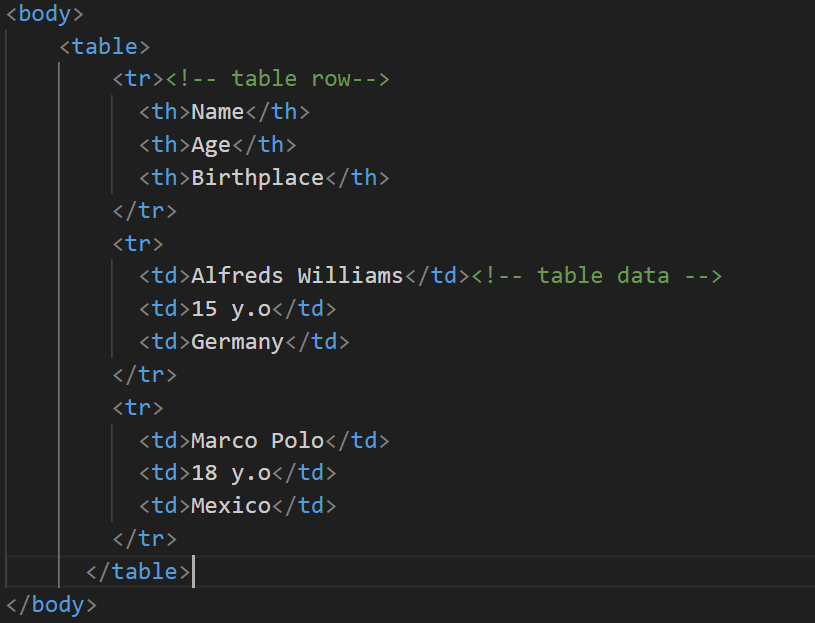 <body>
    <table>
        <tr><!-- table row-->
          <th>Name</th>
          <th>Age</th>
          <th>Birthplace</th>
        </tr>
        <tr>
          <td>Alfreds Williams</td><!-- table data -->
          <td>15 y.o</td>
          <td>Germany</td>
        </tr>
        <tr>
          <td>Marco Polo</td>
          <td>18 y.o</td>
          <td>Mexico</td>
        </tr>
      </table>
</body>